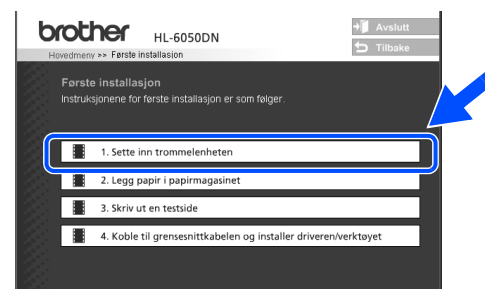 brother HL-6050DN
Avslutt
Hovedmeny >> Første installasjon
Tilbake
Første installasjon
Instruksjonene for første installasjon er som følger.
1. Sette inn trommelenheten
2. Legg papir i papirmagasinet
3. Skriv ut en testside
4. Koble til grensesnittkabelen og installer driveren/verktøyet